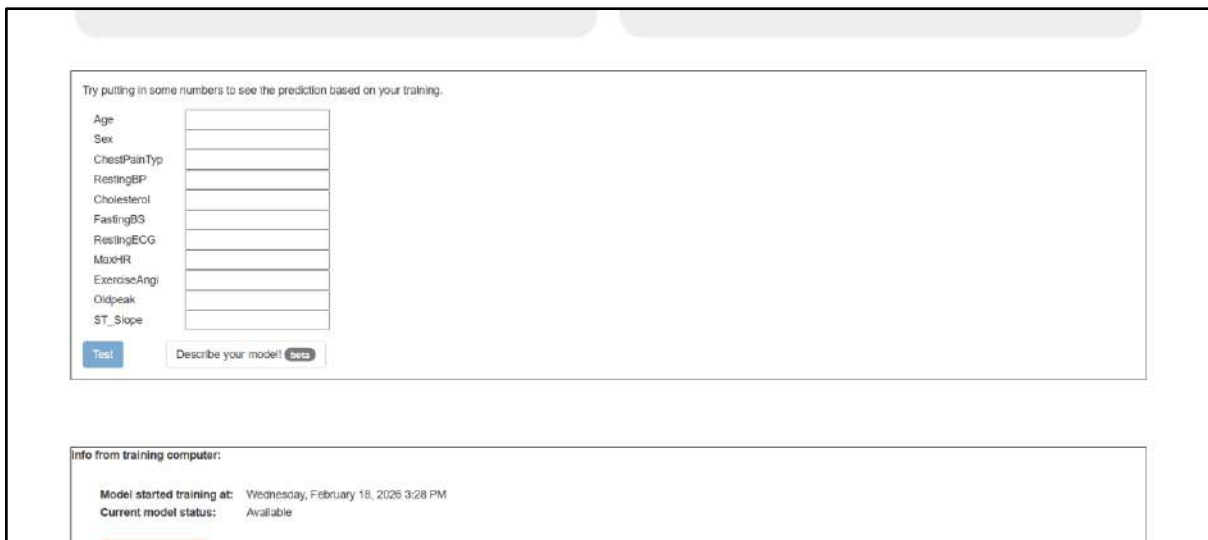 Try putting in some numbers to see the prediction based on your training.
Age
Sex
ChestPainTyp
RestingBP
Cholesterol
FastingBS
RestingECG
MaxHR
ExerciseAngi
Oldpeak
ST_Slope
Test Describe your model! beta
Info from training computer:
Model started training at: Wednesday, February 18, 2026 3:28 PM
Current model status: Available